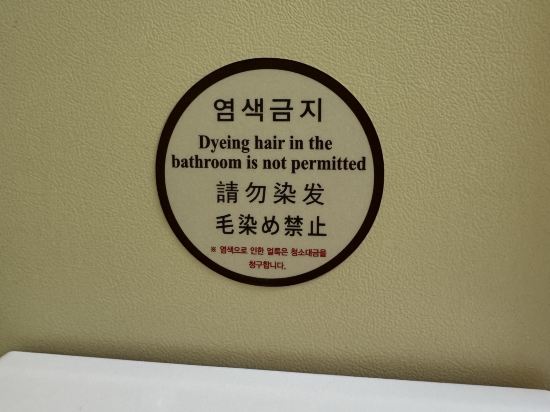 염색금지
Dyeing hair in the
bathroom is not permitted
請勿染发
毛染め禁止
※ 염색으로 인한 얼룩은 청소대금을
청구합니다.